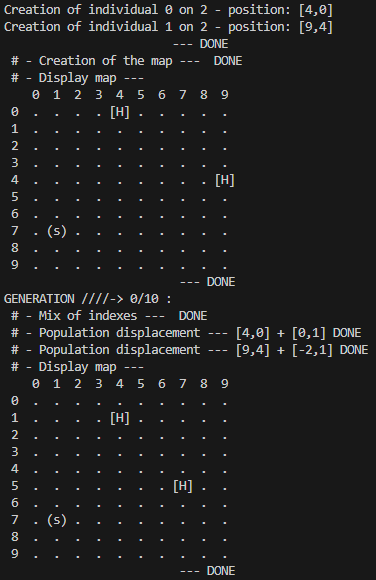 Creation of individual 0 on 2 - position: [4,0]
Creation of individual 1 on 2 - position: [9,4]
                        --- DONE
 # - Creation of the map ---  DONE
 # - Display map ---
    0  1  2  3  4  5  6  7  8  9
 0  .  .  .  . [H] .  .  .  .  .
 1  .  .  .  .  .  .  .  .  .  .
 2  .  .  .  .  .  .  .  .  .  .
 3  .  .  .  .  .  .  .  .  .  .
 4  .  .  .  .  .  .  .  .  . [H]
 5  .  .  .  .  .  .  .  .  .  .
 6  .  .  .  .  .  .  .  .  .  .
 7  . (s) .  .  .  .  .  .  .  .
 8  .  .  .  .  .  .  .  .  .  .
 9  .  .  .  .  .  .  .  .  .  .
                         --- DONE
GENERATION ////-> 0/10 :
 # - Mix of indexes ---  DONE
 # - Population displacement --- [4,0] + [0,1] DONE
 # - Population displacement --- [9,4] + [-2,1] DONE
 # - Display map ---
    0  1  2  3  4  5  6  7  8  9
 0  .  .  .  .  .  .  .  .  .  .
 1  .  .  .  . [H] .  .  .  .  .
 2  .  .  .  .  .  .  .  .  .  .
 3  .  .  .  .  .  .  .  .  .  .
 4  .  .  .  .  .  .  .  .  .  .
 5  .  .  .  .  .  .  . [H] .  .
 6  .  .  .  .  .  .  .  .  .  .
 7  . (s) .  .  .  .  .  .  .  .
 8  .  .  .  .  .  .  .  .  .  .
 9  .  .  .  .  .  .  .  .  .  .
                         --- DONE